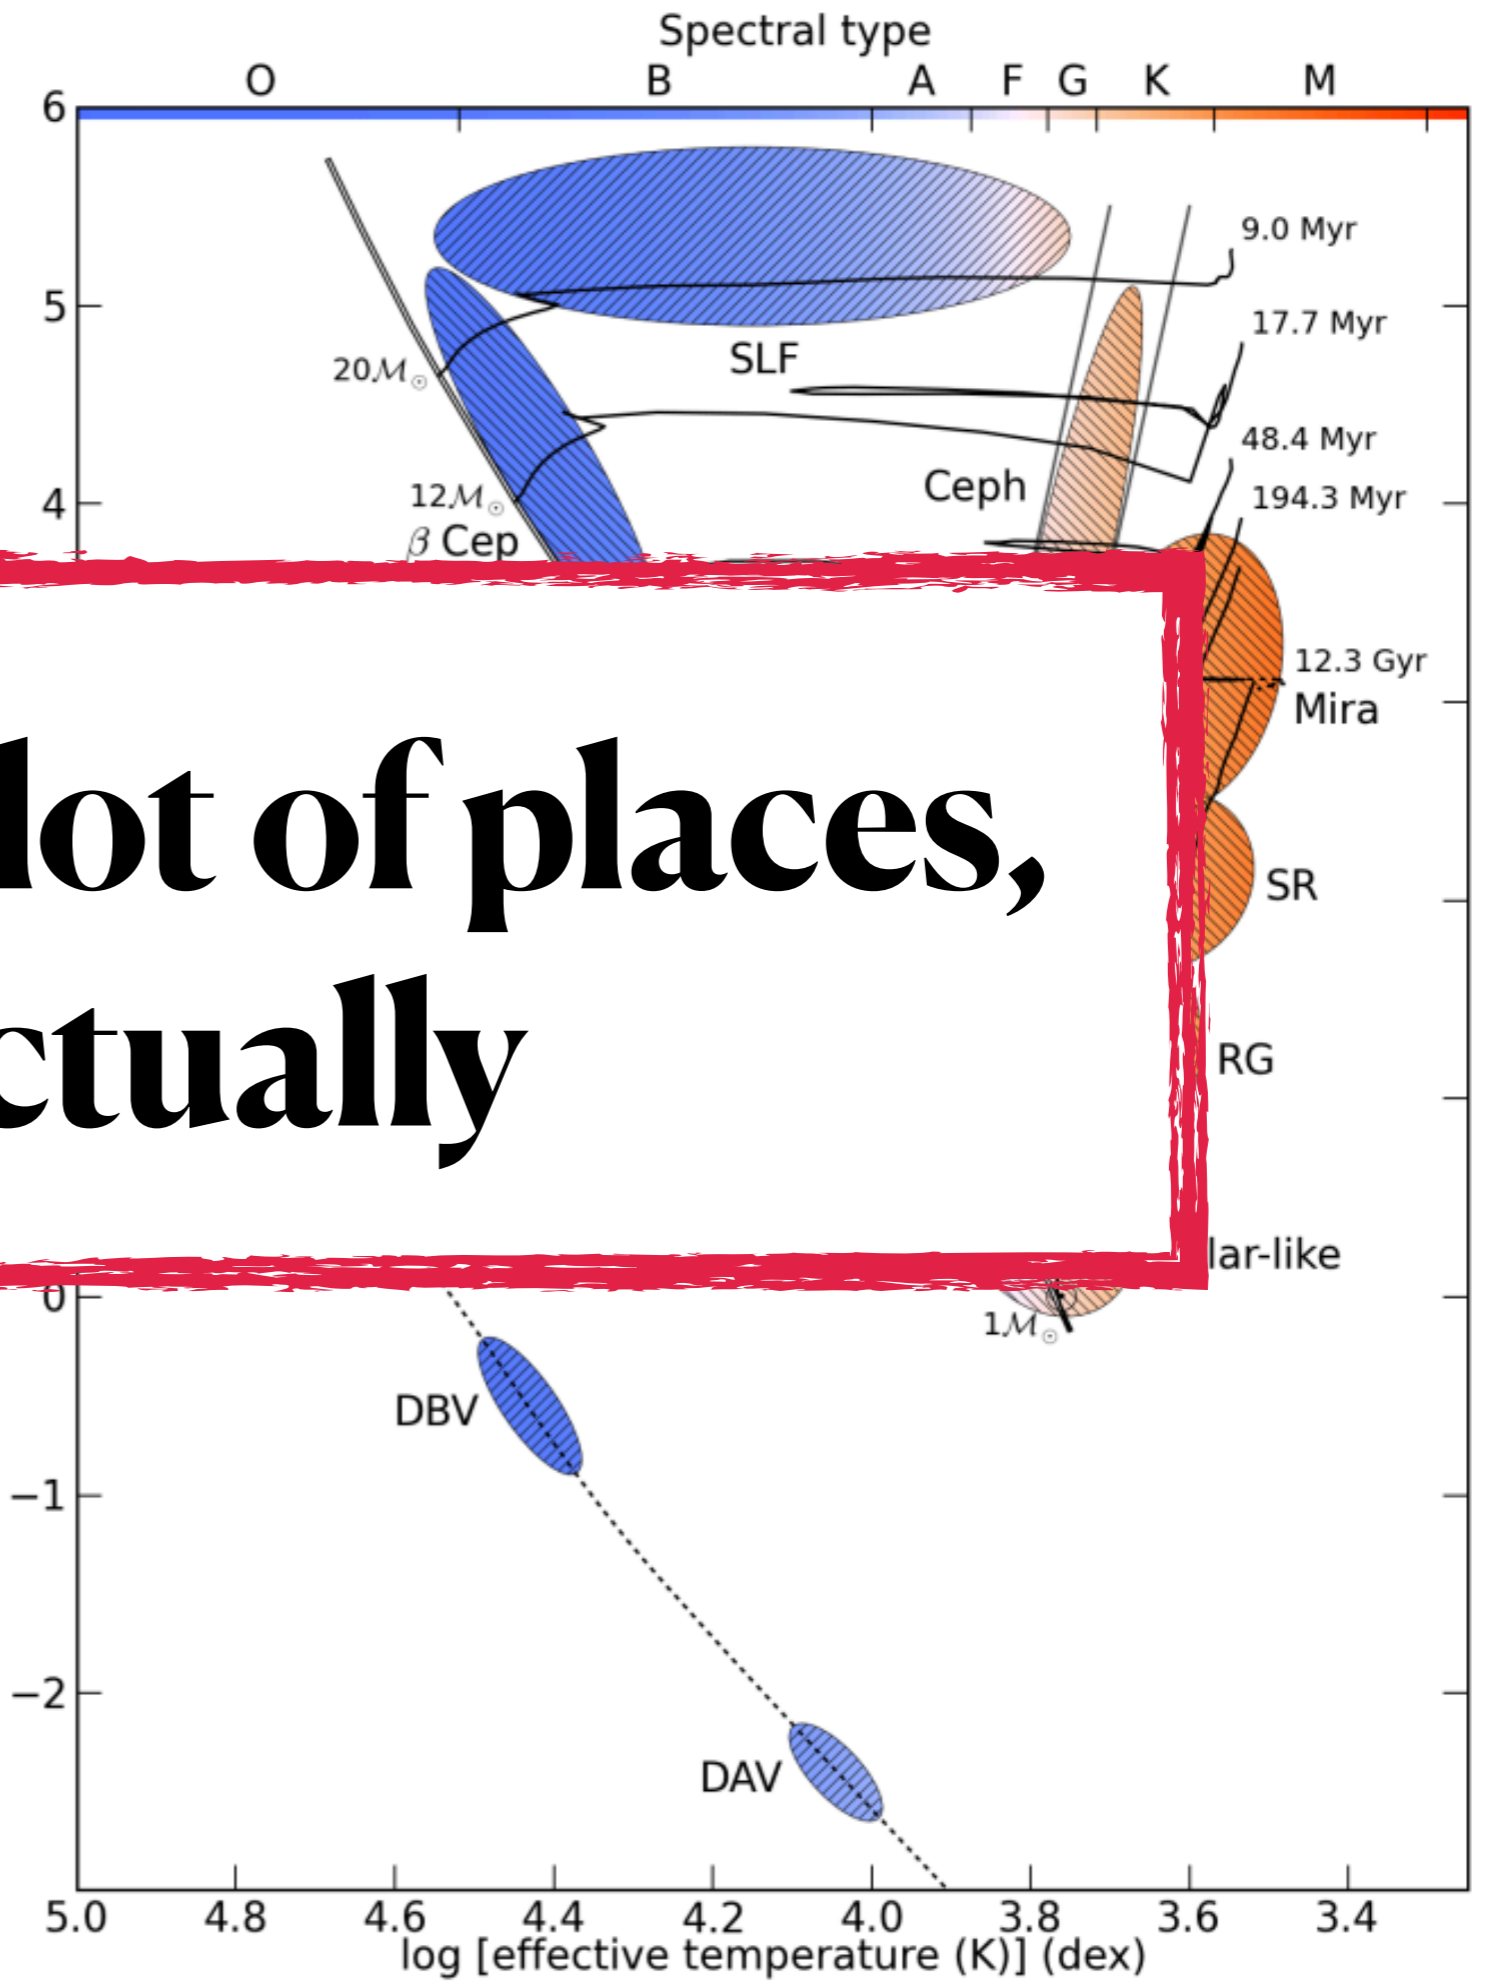 Spectral type
O B A F G K M
6
9.0 Myr
5
17.7 Myr
SLF
20ℳ☉
48.4 Myr
Ceph
12ℳ☉
194.3 Myr
4
β Cep
12.3 Gyr
Mira
lot of places,
SR
ctually
RG
lar-like
0
1ℳ☉
DBV
−1
−2
DAV
5.0 4.8 4.6 4.4 4.2 4.0 3.8 3.6 3.4
log [effective temperature (K)] (dex)